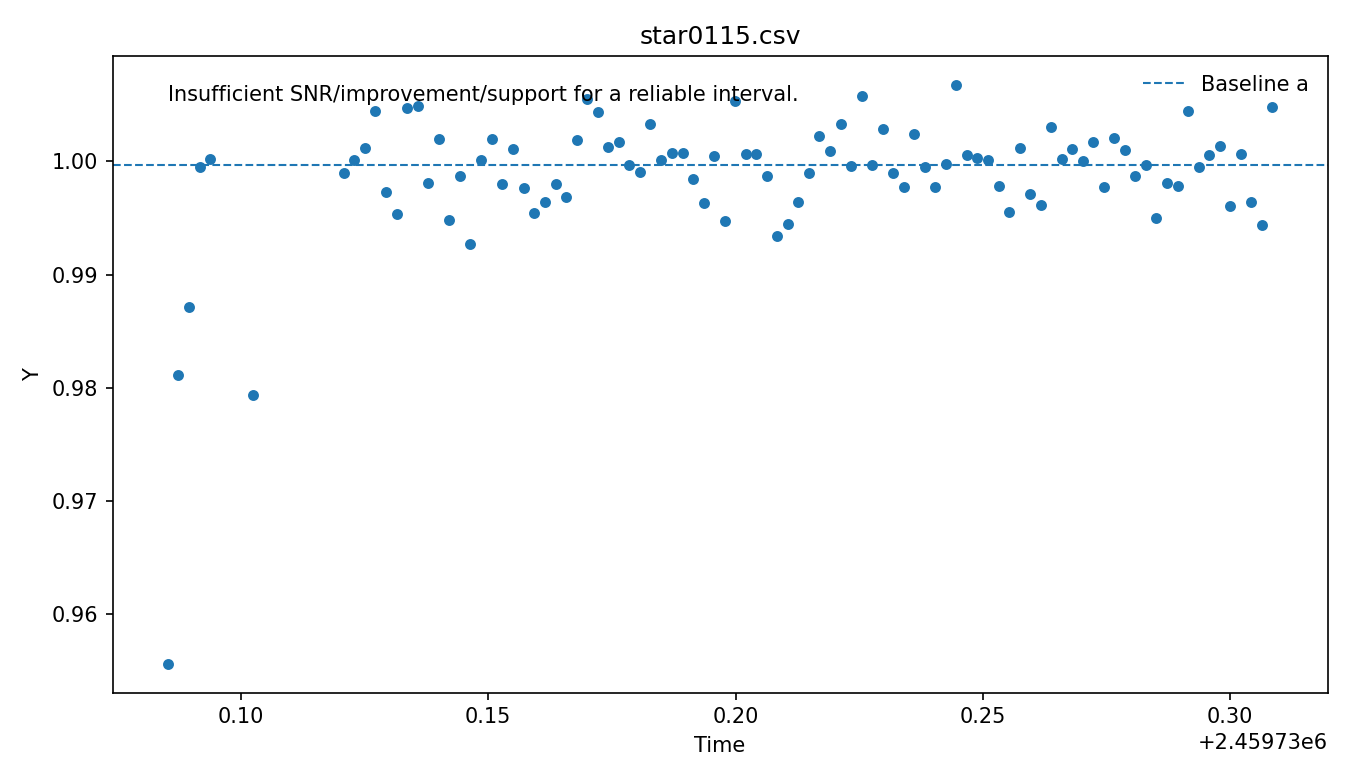 star0115.csv
Insufficient SNR/improvement/support for a reliable interval.
Baseline a
Y
1.00
0.99
0.98
0.97
0.96
0.10 0.15 0.20 0.25 0.30
+2.45973e6
Time